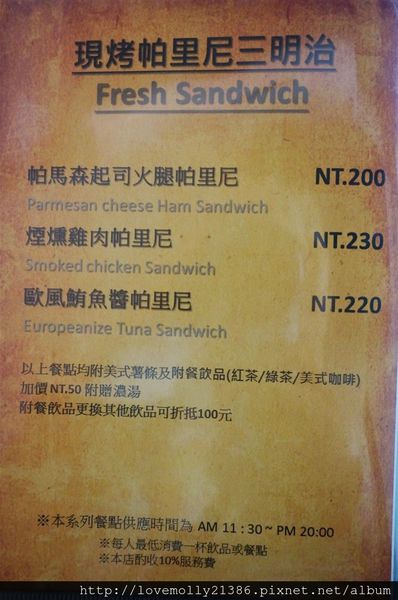 現烤帕里尼三明治
Fresh Sandwich
帕馬森起司火腿帕里尼 NT.200
Parmesan cheese Ham Sandwich
煙燻雞肉帕里尼 NT.230
Smoked chicken Sandwich
歐風鮪魚醬帕里尼 NT.220
Europeanize Tuna Sandwich
以上餐點均附美式薯條及附餐飲品(紅茶/綠茶/美式咖啡)
加價NT.50 附贈濃湯
附餐飲品更換其他飲品可折抵100元
※本系列餐點供應時間為 AM 11 : 30 ~ PM 20:00
※每人最低消費一杯飲品或餐點
※本店酌收10%服務費
http://lovemolly21386.pixnet.net/album